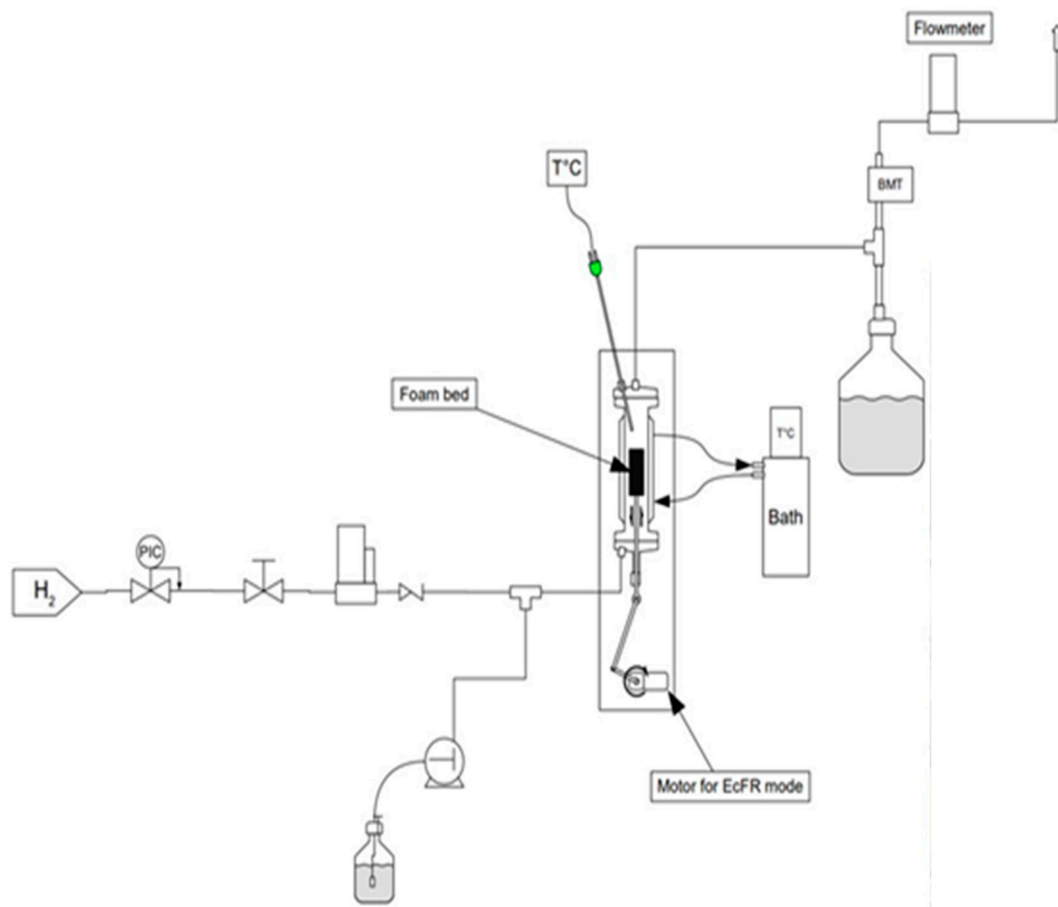 Flowmeter
T°C
BMT
Foam bed
T°C
Bath
PIC
H₂
Motor for EcFR mode